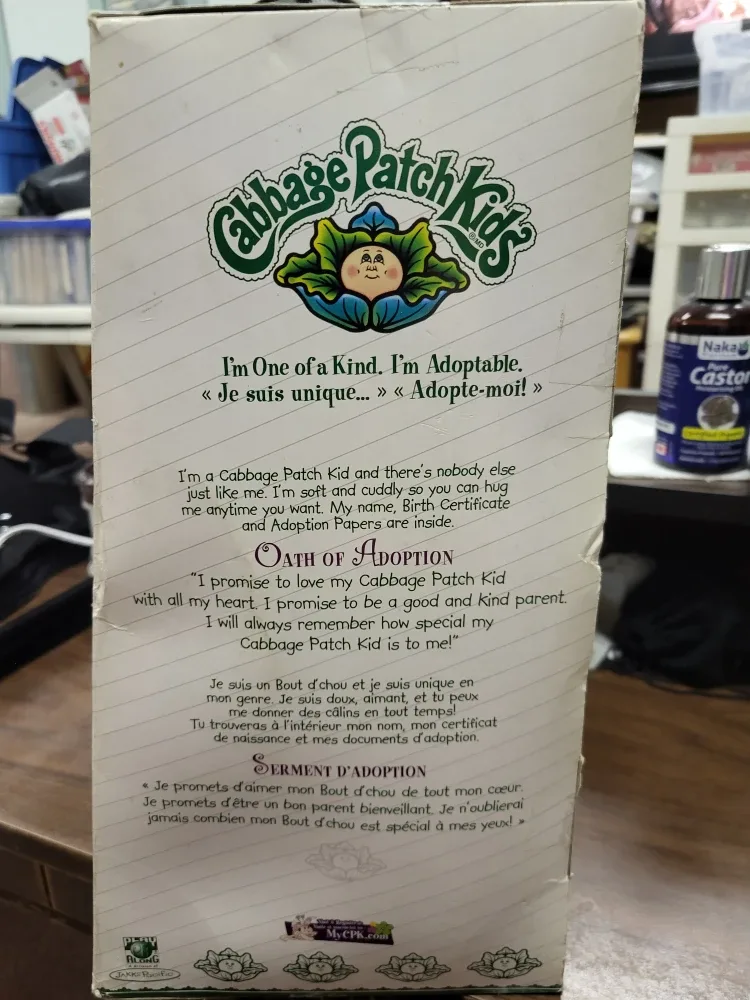 Cabbage Patch Kids
®MD
I'm One of a Kind. I'm Adoptable.
« Je suis unique... » « Adopte-moi! »
I'm a Cabbage Patch Kid and there's nobody else
just like me. I'm soft and cuddly so you can hug
me anytime you want. My name, Birth Certificate
and Adoption Papers are inside.
OATH OF ADOPTION
"I promise to love my Cabbage Patch Kid
with all my heart. I promise to be a good and kind parent.
I will always remember how special my
Cabbage Patch Kid is to me!"
Je suis un Bout d'chou et je suis unique en
mon genre. Je suis doux, aimant, et tu peux
me donner des câlins en tout temps!
Tu trouveras à l'intérieur mon nom, mon certificat
de naissance et mes documents d'adoption.
SERMENT D'ADOPTION
« Je promets d'aimer mon Bout d'chou de tout mon cœur.
Je promets d'être un bon parent bienveillant. Je n'oublierai
jamais combien mon Bout d'chou est spécial à mes yeux! »
MyCPK.com
PLAY
ALONG
JAKKS Pacific
Naka
Pure
Castor